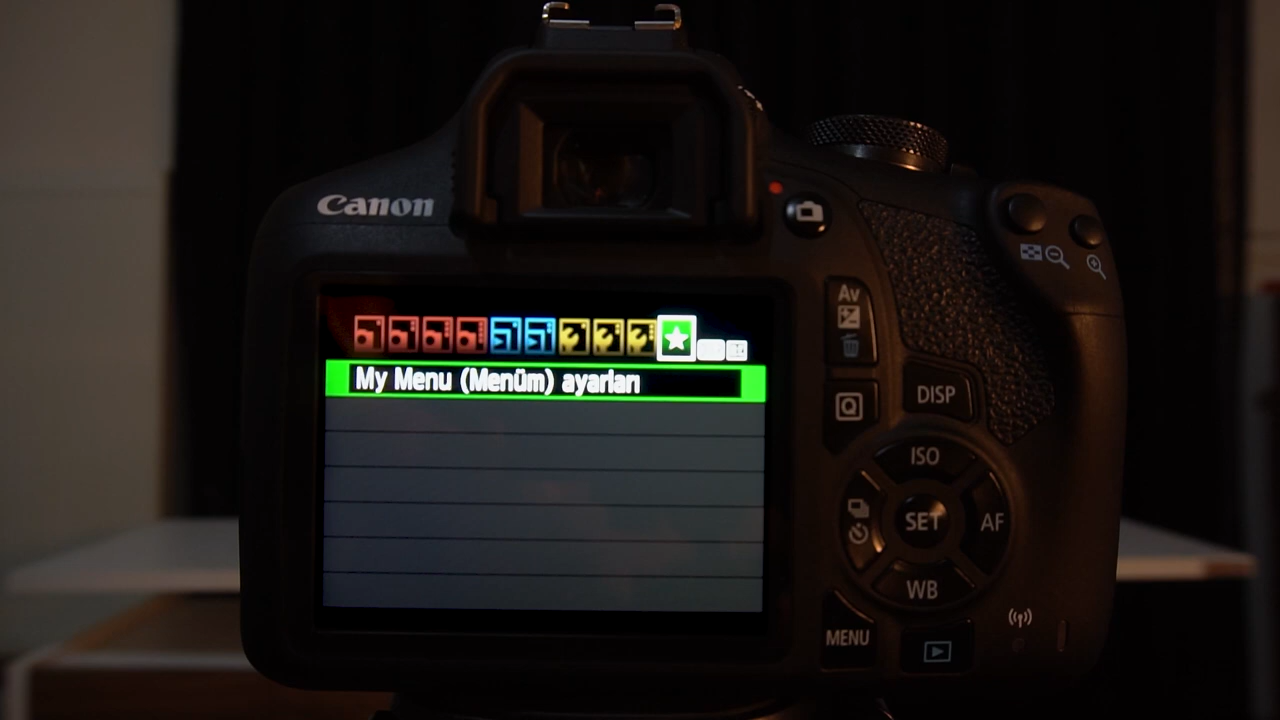 Canon
My Menu (Menüm) ayarları
Av
Q
DISP
ISO
SET
AF
WB
MENU